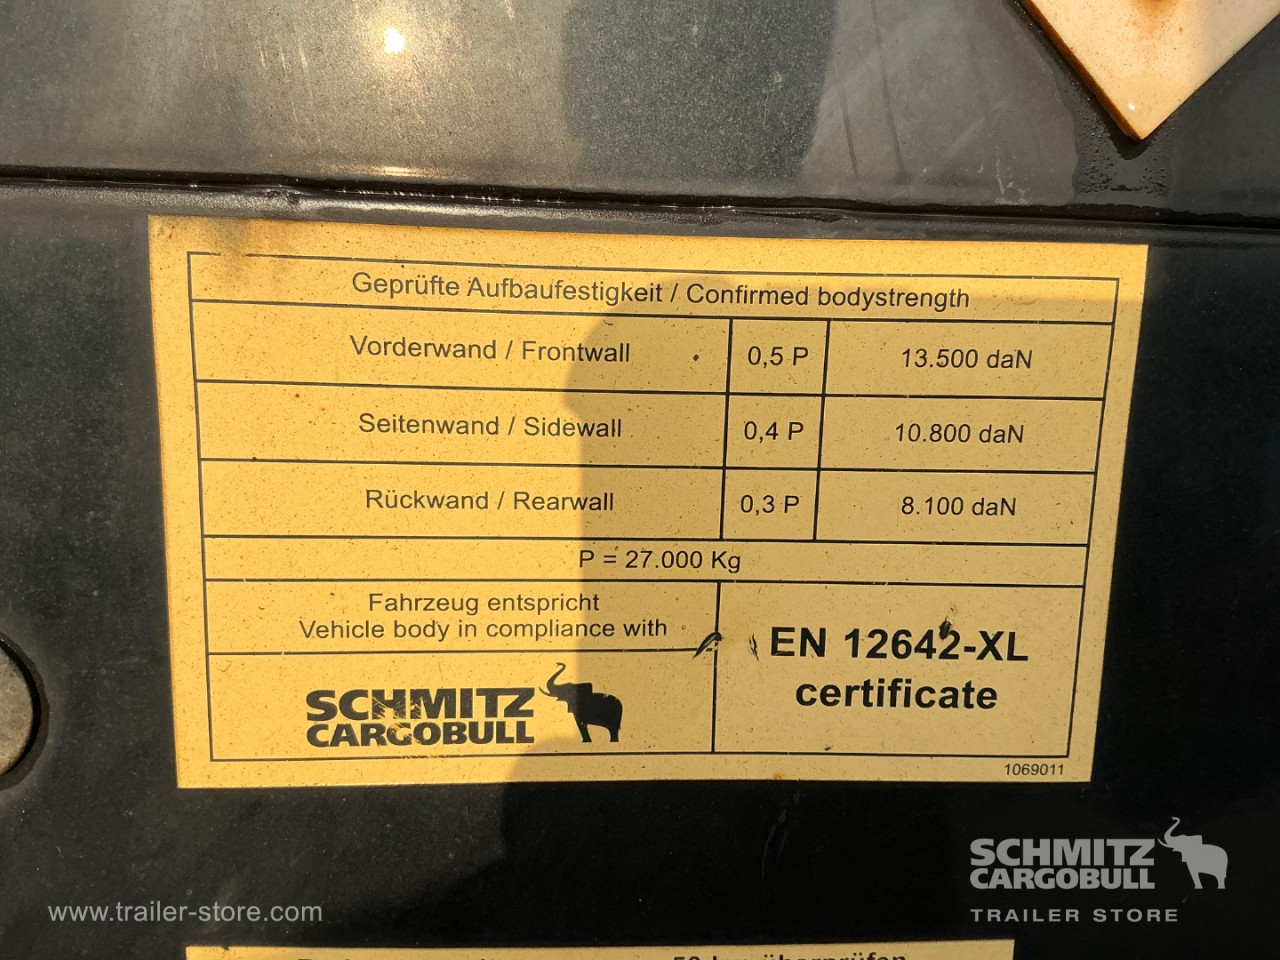 Geprüfte Aufbaufestigkeit / Confirmed bodystrength
Vorderwand / Frontwall 0,5 P 13.500 daN
Seitenwand / Sidewall 0,4 P 10.800 daN
Rückwand / Rearwall 0,3 P 8.100 daN
P = 27.000 Kg
Fahrzeug entspricht
Vehicle body in compliance with
EN 12642-XL
certificate
SCHMITZ
CARGOBULL
1069011
SCHMITZ
CARGOBULL
TRAILER STORE
www.trailer-store.com
überprüfen